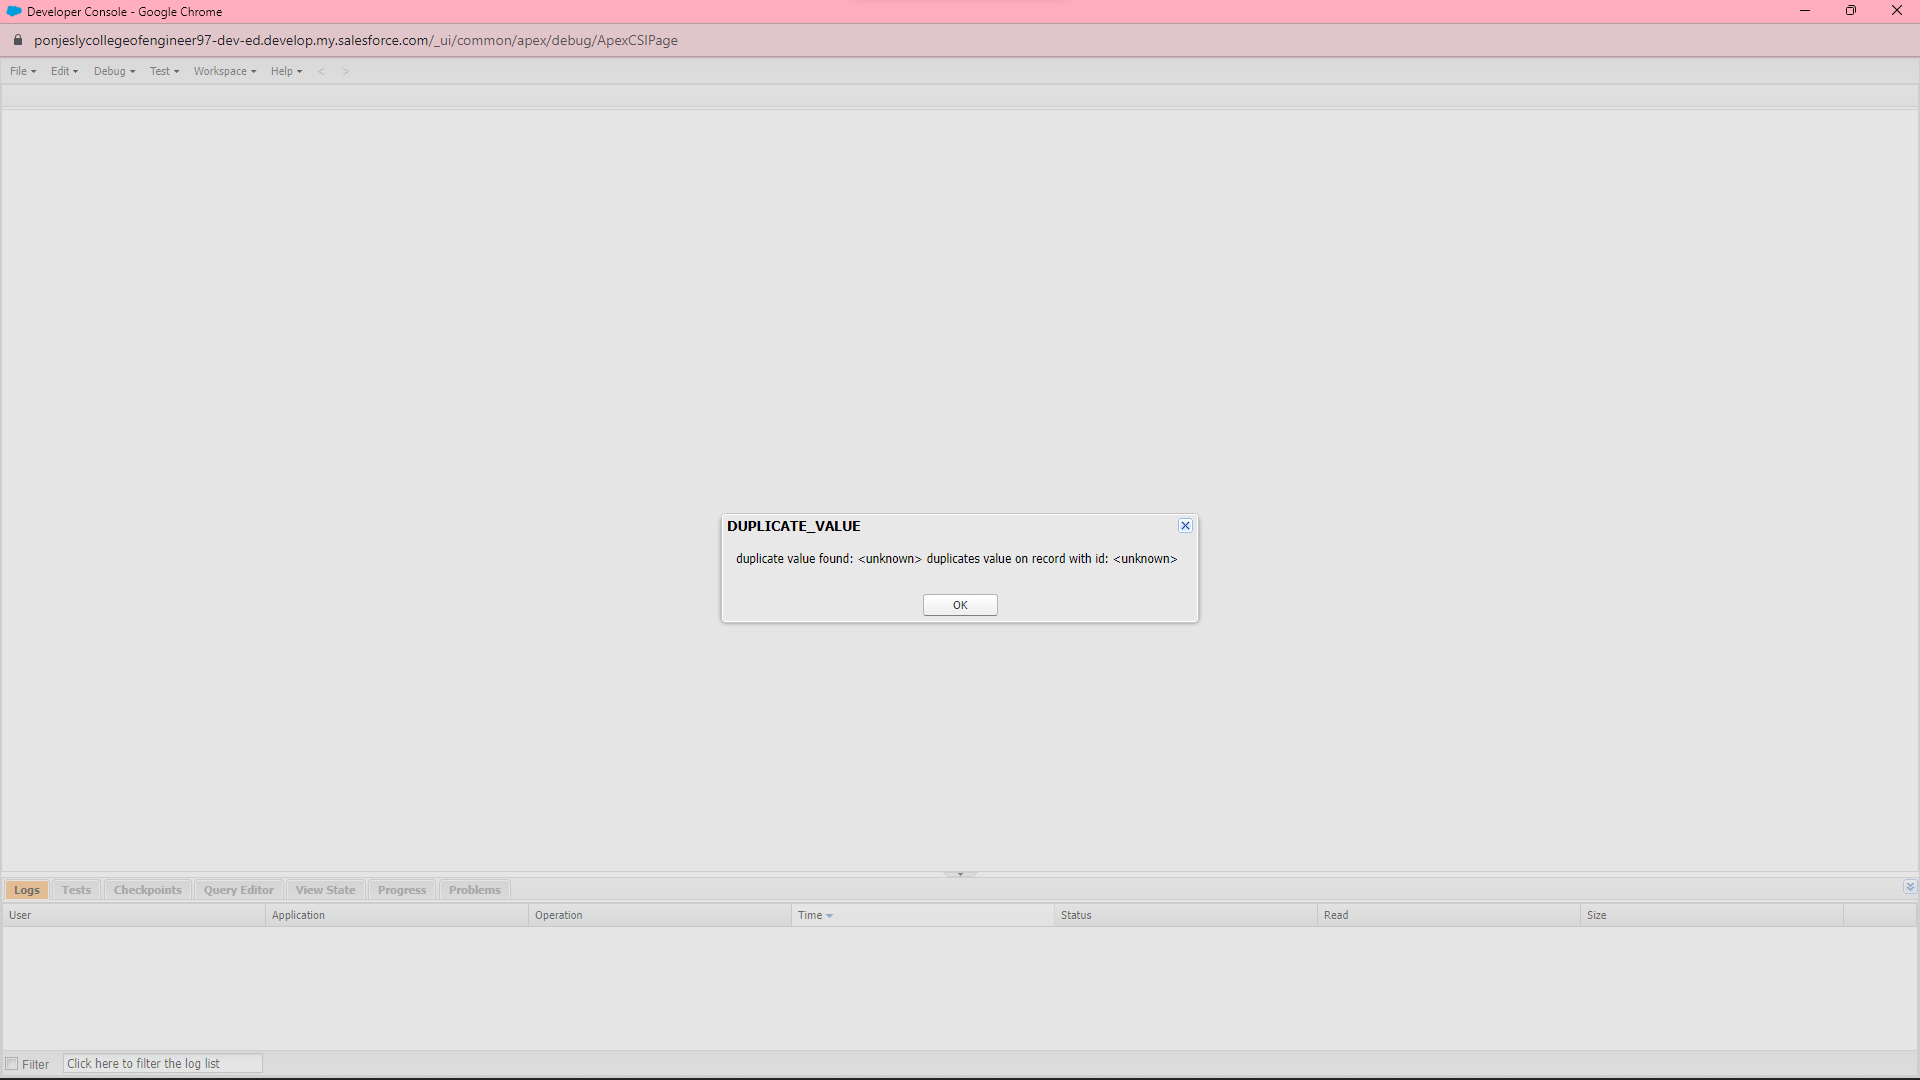 Developer Console - Google Chrome
ponjeslycollegeofengineer97-dev-ed.develop.my.salesforce.com/_ui/common/apex/debug/ApexCSIPage
File Edit Debug Test Workspace Help < >
DUPLICATE_VALUE
duplicate value found: <unknown> duplicates value on record with id: <unknown>
OK
Logs Tests Checkpoints Query Editor View State Progress Problems
User Application Operation Time Status Read Size
Filter Click here to filter the log list